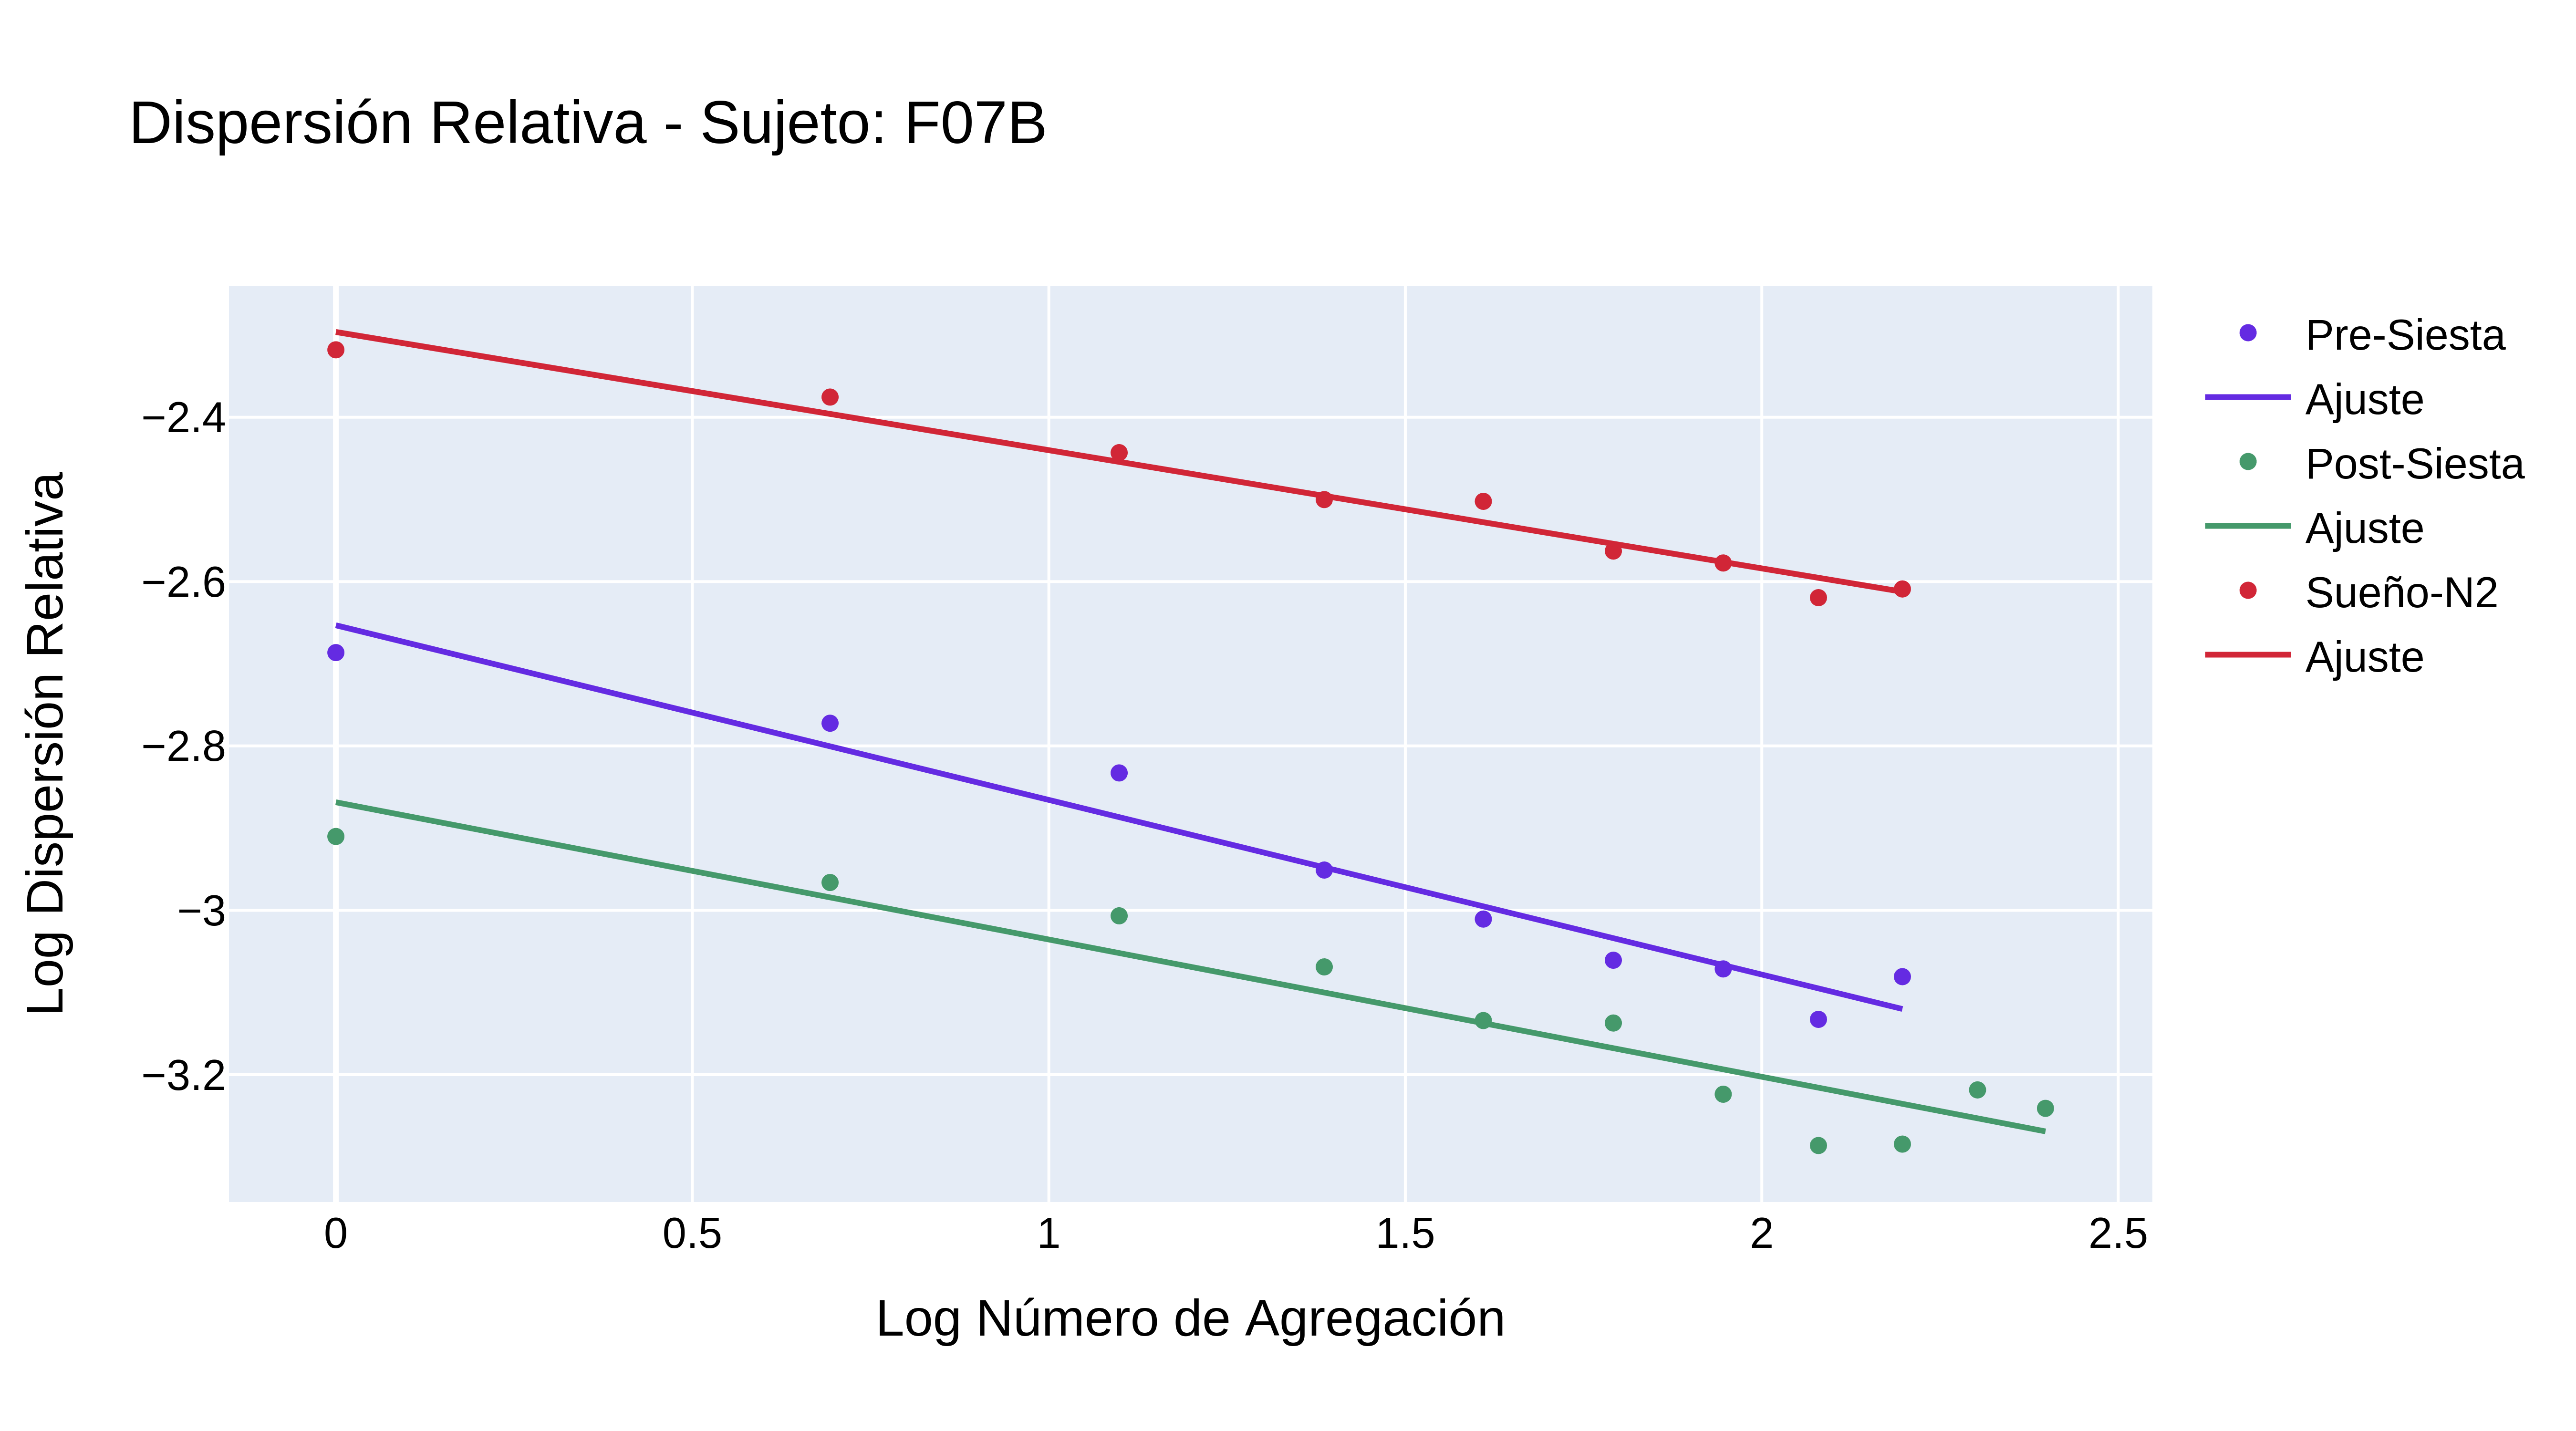 Dispersión Relativa - Sujeto: F07B
Log Dispersión Relativa
−2.4
−2.6
−2.8
−3
−3.2
0
0.5
1
1.5
2
2.5
Log Número de Agregación
Pre-Siesta
Ajuste
Post-Siesta
Ajuste
Sueño-N2
Ajuste